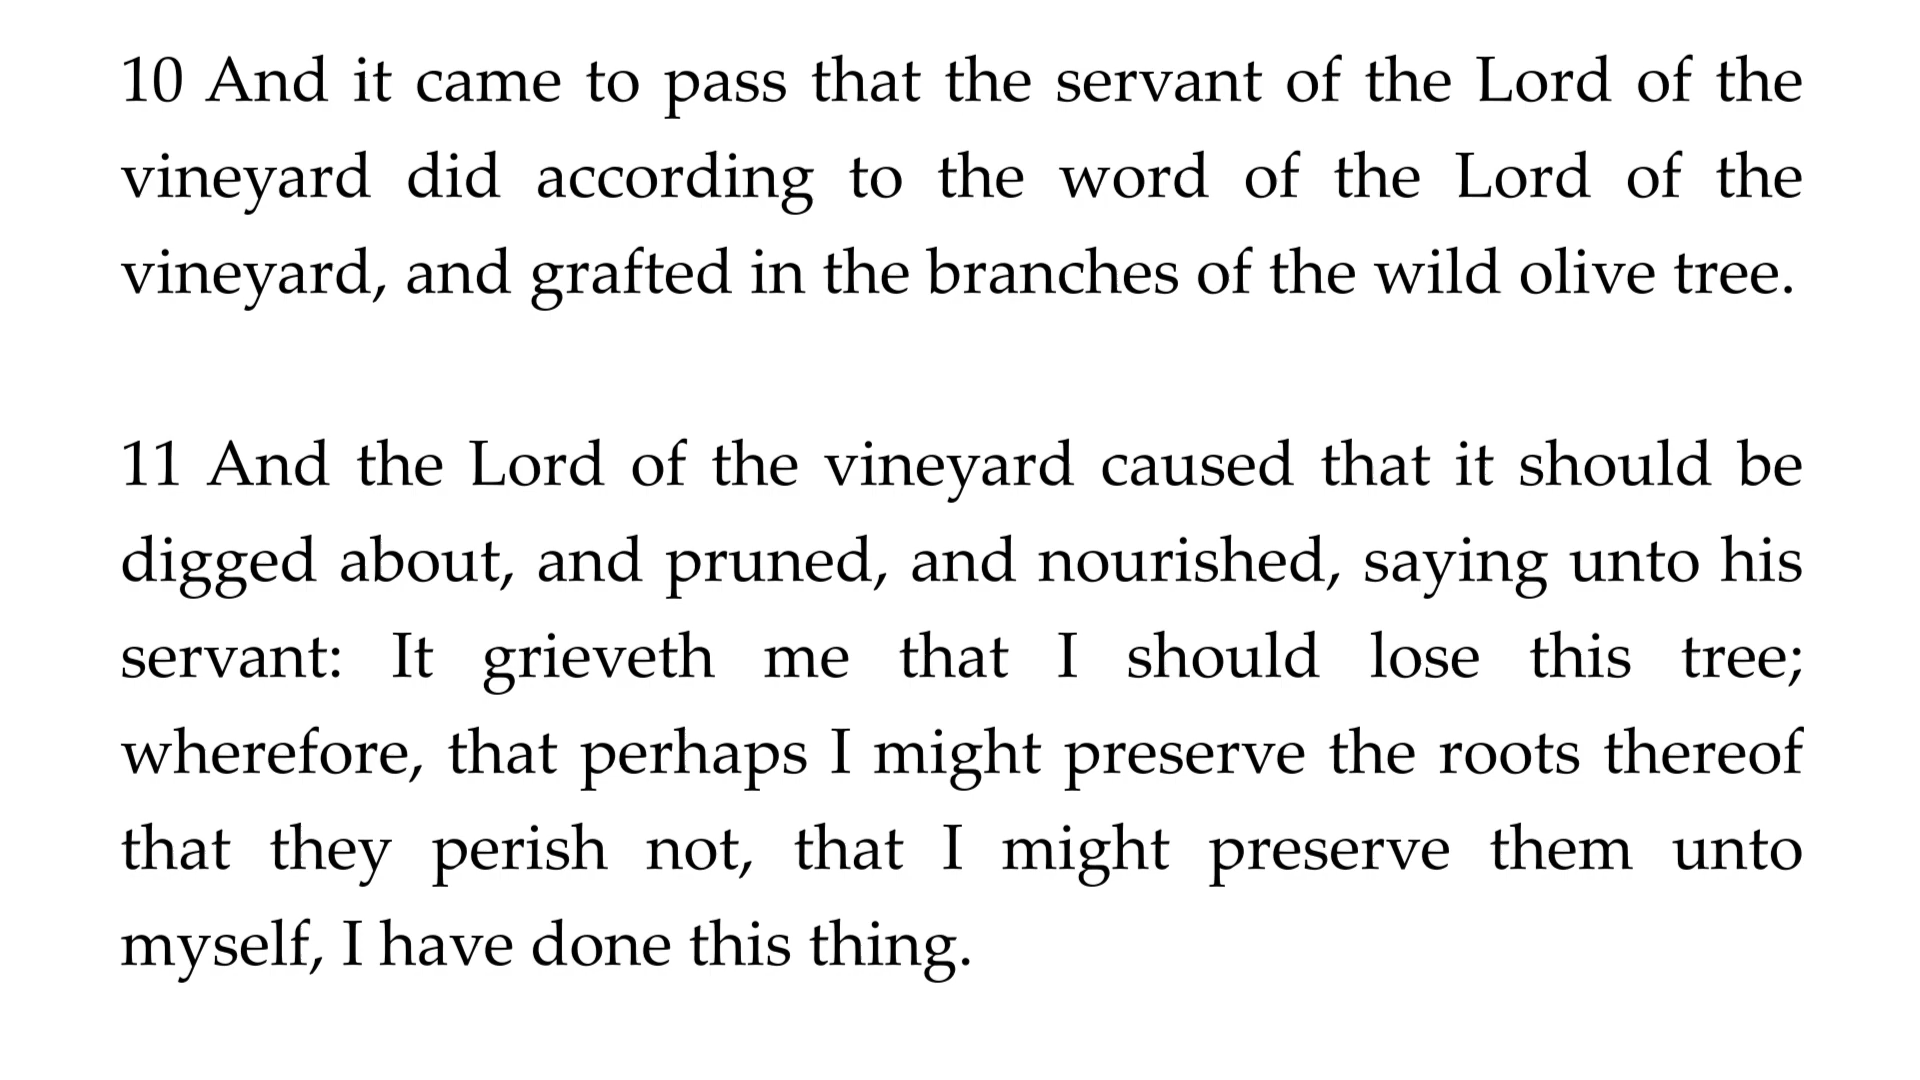 10 And it came to pass that the servant of the Lord of the
vineyard did according to the word of the Lord of the
vineyard, and grafted in the branches of the wild olive tree.
11 And the Lord of the vineyard caused that it should be
digged about, and pruned, and nourished, saying unto his
servant: It grieveth me that I should lose this tree;
wherefore, that perhaps I might preserve the roots thereof
that they perish not, that I might preserve them unto
myself, I have done this thing.